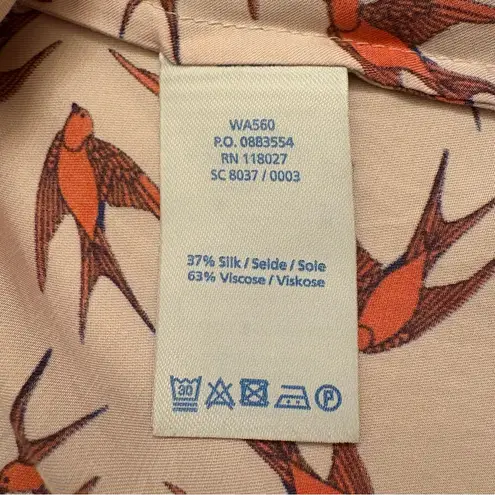 WA560
P.O. 0883554
RN 118027
SC 8037 / 0003
37% Silk / Seide / Soie
63% Viscose / Viskose
30 P